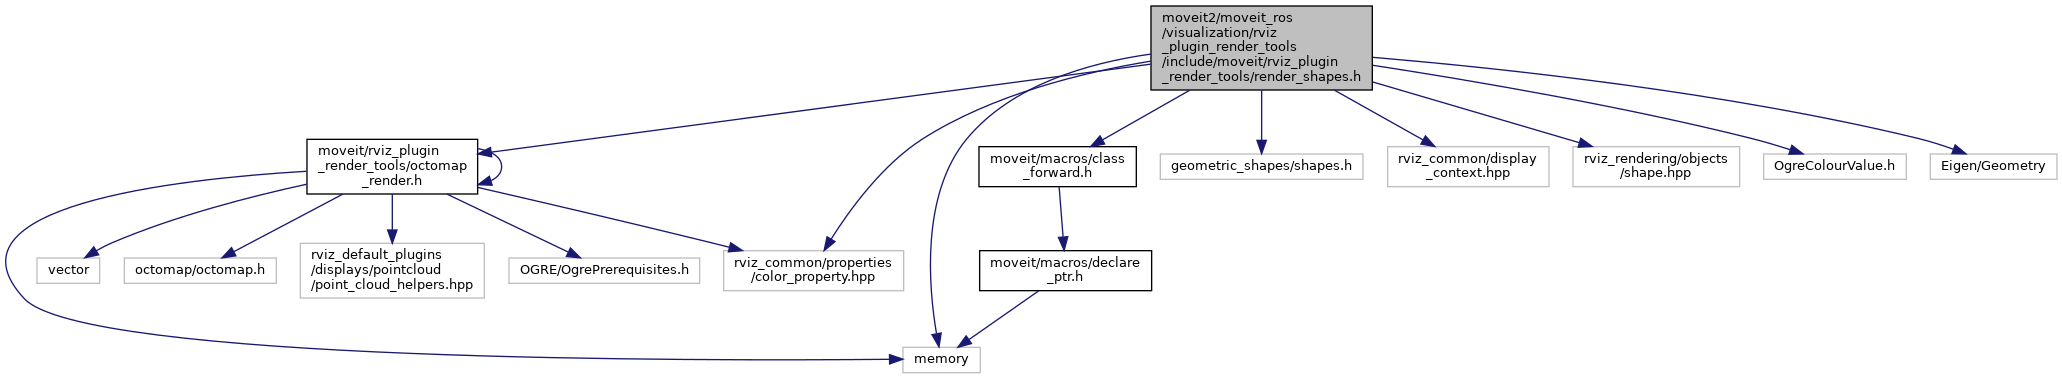 moveit2/moveit_ros
/visualization/rviz
_plugin_render_tools
/include/moveit/rviz_plugin
_render_tools/render_shapes.h
moveit/rviz_plugin
_render_tools/octomap
_render.h
moveit/macros/class
_forward.h
geometric_shapes/shapes.h
rviz_common/display
_context.hpp
rviz_rendering/objects
/shape.hpp
OgreColourValue.h
Eigen/Geometry
vector
octomap/octomap.h
rviz_default_plugins
/displays/pointcloud
/point_cloud_helpers.hpp
OGRE/OgrePrerequisites.h
rviz_common/properties
/color_property.hpp
moveit/macros/declare
_ptr.h
memory